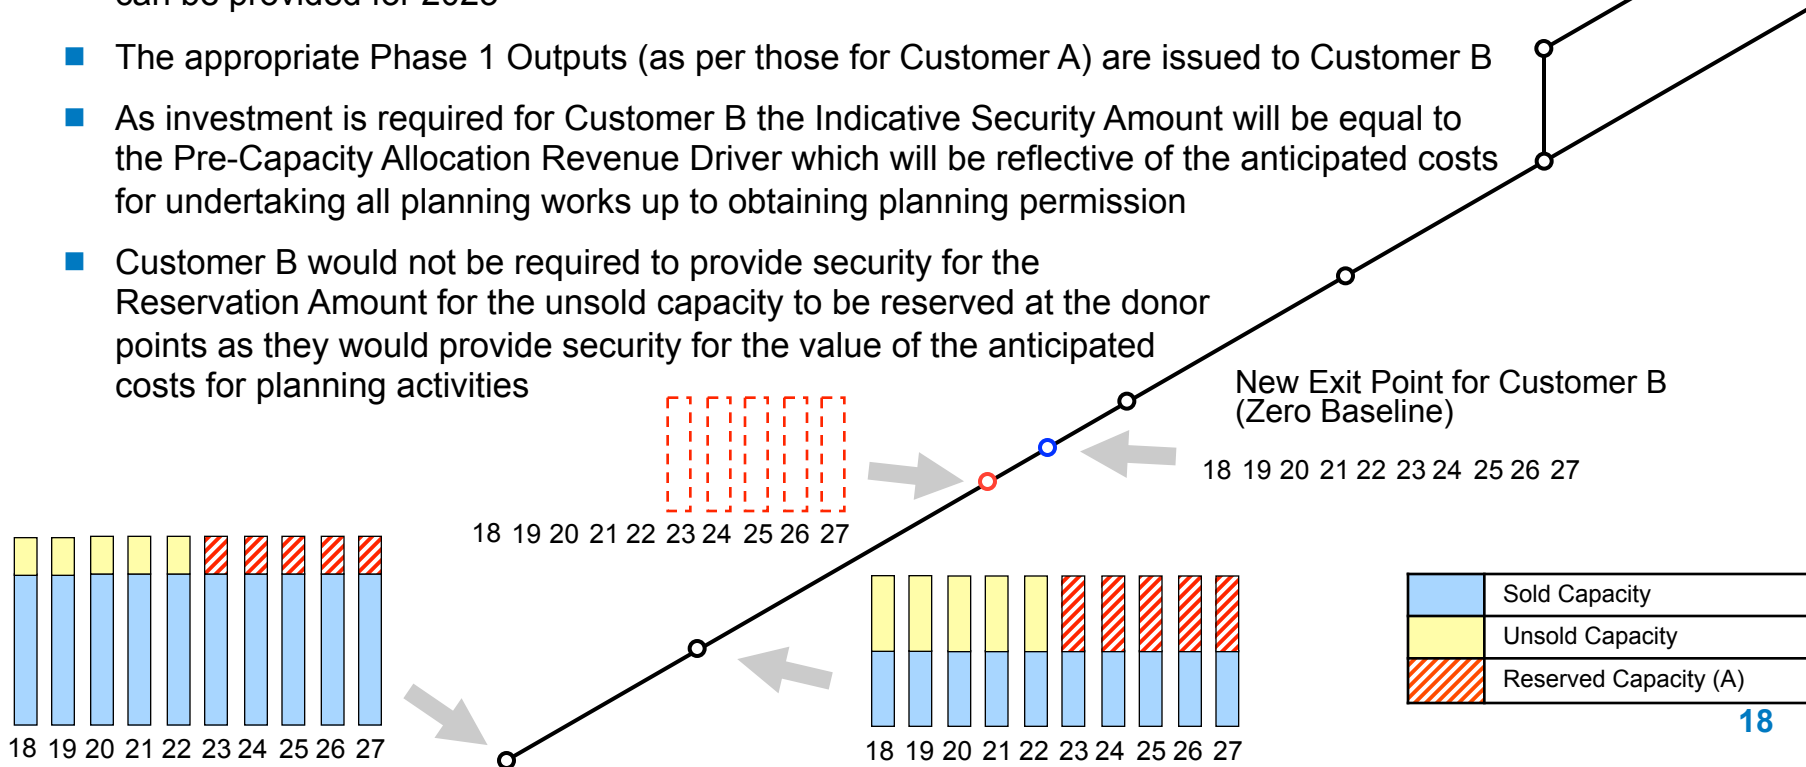 can be provided for 2023
The appropriate Phase 1 Outputs (as per those for Customer A) are issued to Customer B
As investment is required for Customer B the Indicative Security Amount will be equal to
the Pre-Capacity Allocation Revenue Driver which will be reflective of the anticipated costs
for undertaking all planning works up to obtaining planning permission
Customer B would not be required to provide security for the
Reservation Amount for the unsold capacity to be reserved at the donor
points as they would provide security for the value of the anticipated
costs for planning activities
New Exit Point for Customer B
(Zero Baseline)
18 19 20 21 22 23 24 25 26 27
18 19 20 21 22 23 24 25 26 27
18 19 20 21 22 23 24 25 26 27
18 19 20 21 22 23 24 25 26 27
Sold Capacity
Unsold Capacity
Reserved Capacity (A)
18